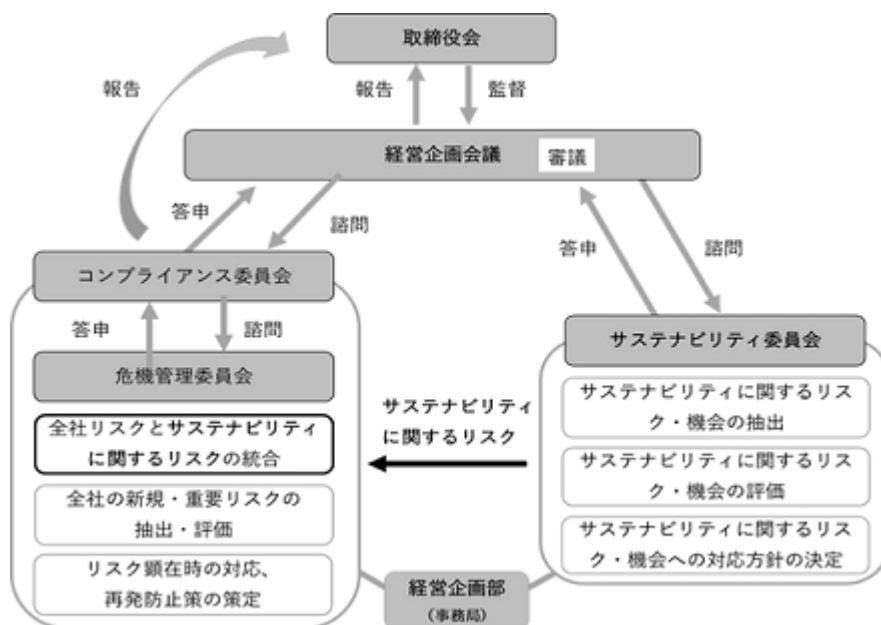 取締役会
報告
報告
監督
経営企画会議
審議
答申
諮問
答申
諮問
コンプライアンス委員会
答申
諮問
危機管理委員会
全社リスクとサステナビリティ
に関するリスクの統合
全社の新規・重要リスクの
抽出・評価
リスク顕在時の対応、
再発防止策の策定
サステナビリティ
に関するリスク
サステナビリティ委員会
サステナビリティに関するリス
ク・機会の抽出
サステナビリティに関するリス
ク・機会の評価
サステナビリティに関するリス
ク・機会への対応方針の決定
経営企画部
(事務局)